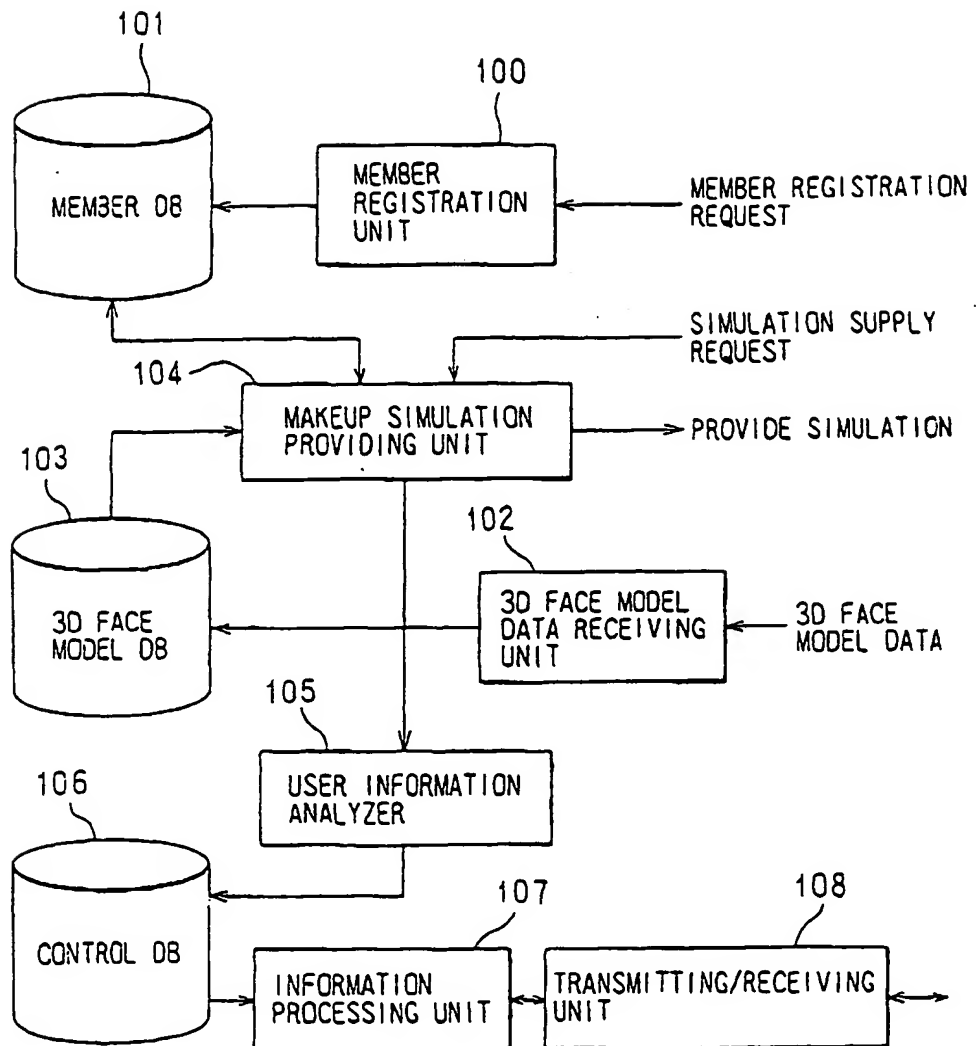 101
100
MEMBER DB
MEMBER
REGISTRATION
UNIT
MEMBER REGISTRATION
REQUEST
SIMULATION SUPPLY
REQUEST
104
MAKEUP SIMULATION
PROVIDING UNIT
PROVIDE SIMULATION
103
102
3D FACE
MODEL DB
3D FACE MODEL
DATA RECEIVING
UNIT
3D FACE
MODEL DATA
105
USER INFORMATION
ANALYZER
106
107
108
CONTROL DB
INFORMATION
PROCESSING UNIT
TRANSMITTING/RECEIVING
UNIT